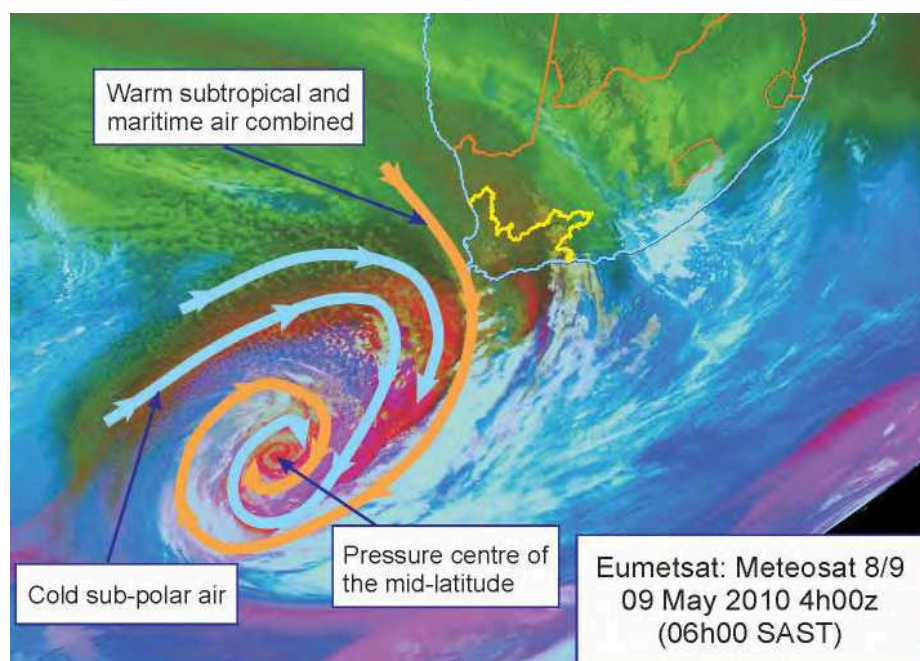 Warm subtropical and
maritime air combined
Cold sub-polar air
Pressure centre of
the mid-latitude
Eumetsat: Meteosat 8/9
09 May 2010 4h00z
(06h00 SAST)